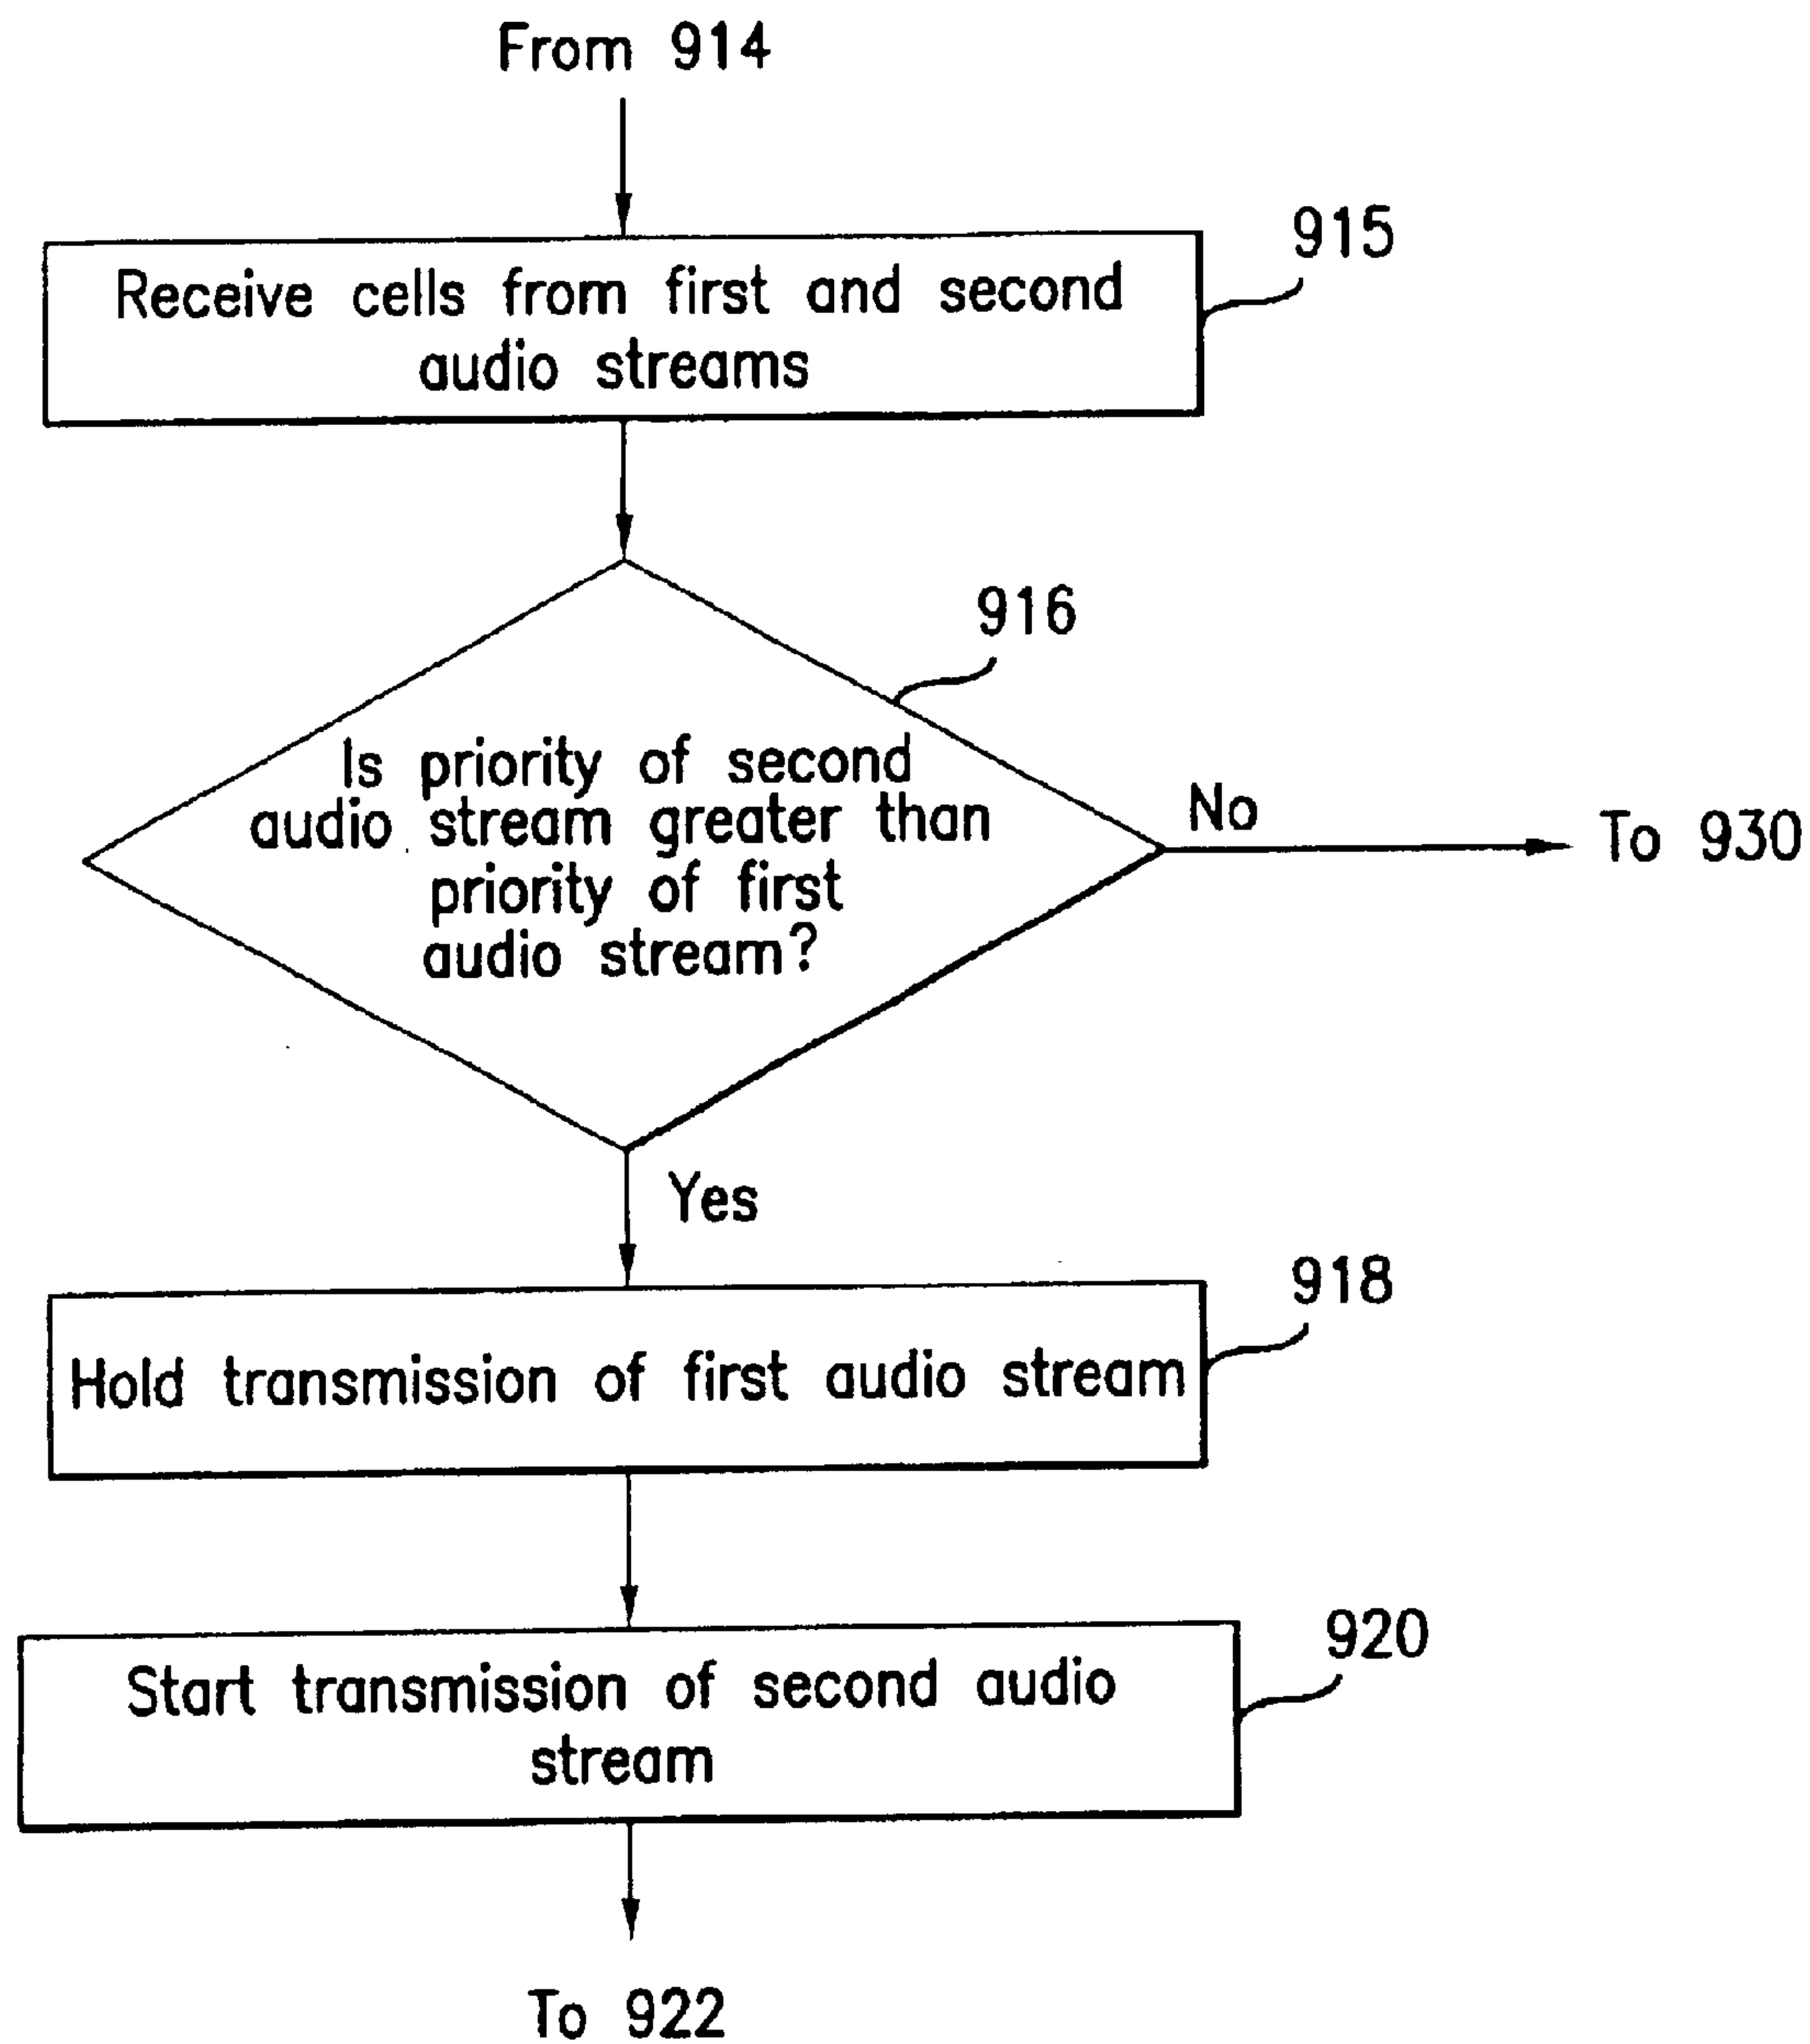 From 914
915
Receive cells from first and second
audio streams
916
Is priority of second
audio stream greater than
priority of first
audio stream?
No
To 930
Yes
918
Hold transmission of first audio stream
920
Start transmission of second audio
stream
To 922